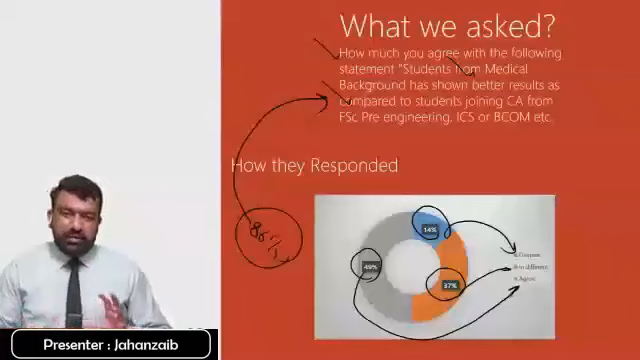 What we asked?
How much you agree with the following
statement "Students from Medical
Background has shown better results as
compared to students joining CA from
FSc Pre engineering, ICS or BCOM etc.
How they Responded
14%
49%
37%
Presenter : Jahanzaib